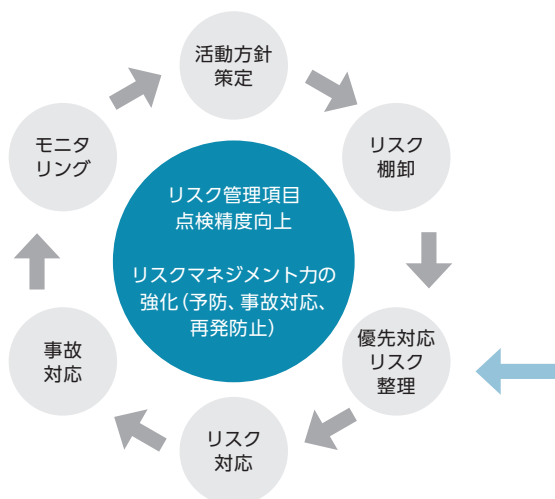 活動方針
策定
リスク
棚卸
優先対応
リスク
整理
リスク
対応
事故
対応
モニタ
リング
リスク管理項目
点検精度向上
リスクマネジメント力の
強化（予防、事故対応、
再発防止）